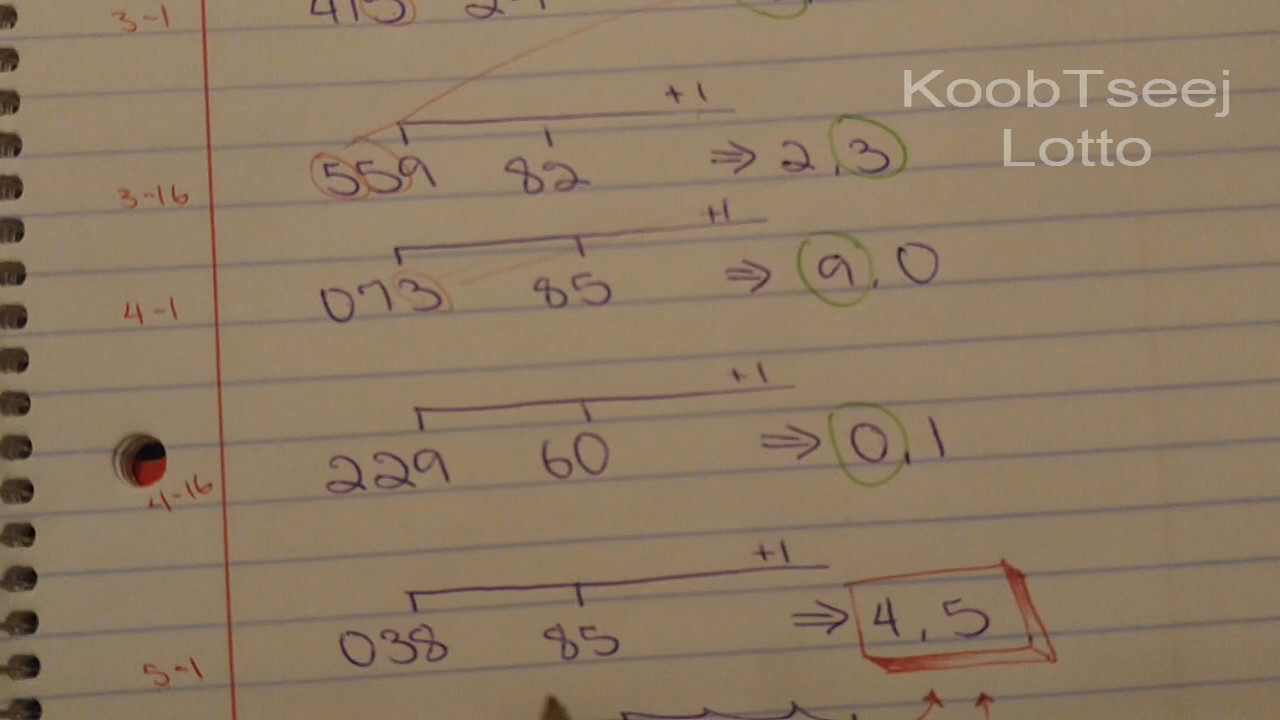 3-1 415
+1
KoobTseej
Lotto
3-16 559 82 ⇒ 2,3
+1
4-1 073 85 ⇒ 9,0
+1
4-16 229 60 ⇒ 0,1
+1
5-1 038 85 ⇒ 4,5